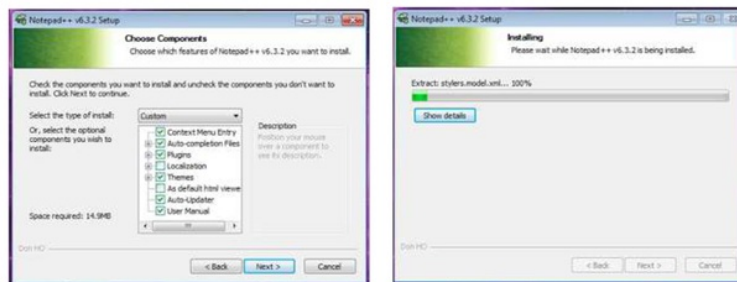 Notepad++ v6.3.2 Setup
Choose Components
Choose which features of Notepad++ v6.3.2 you want to install.
Check the components you want to install and uncheck the components you don't want to
install. Click Next to continue.
Select the type of install:
Custom
Or, select the optional
components you wish to
install:
Context Menu Entry
Auto-completion Files
Plugins
Localization
Themes
As default html viewe
Auto-Updater
User Manual
Description
Position your mouse
over a component to
see its description.
Space required: 14.9MB
Don HO
< Back
Next >
Cancel
Notepad++ v6.3.2 Setup
Installing
Please wait while Notepad++ v6.3.2 is being installed.
Extract: stylers.model.xml... 100%
Show details
Don HO
< Back
Next >
Cancel